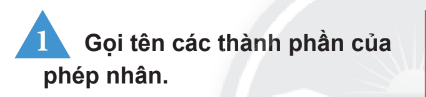 1 Gọi tên các thành phần của
phép nhân.